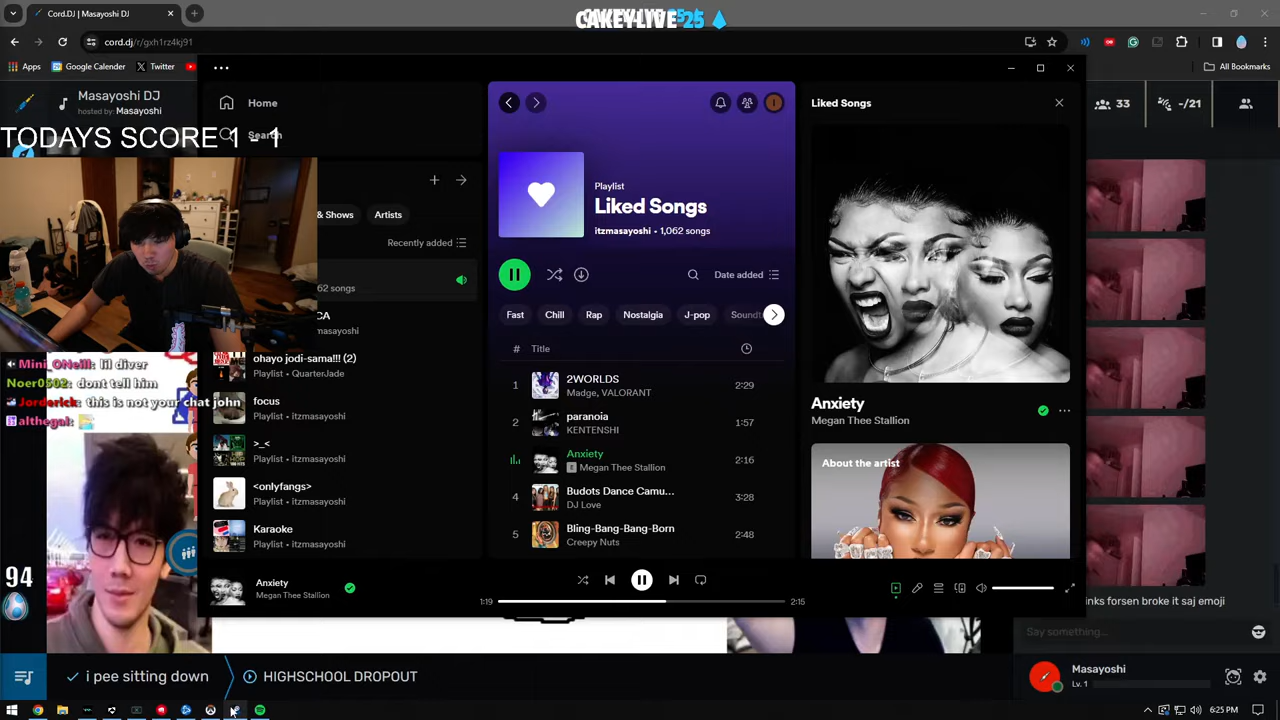 Cord.DJ | Masayoshi DJ
CAKEYLIVE 25
cord.dj/r/gxh1rz4kj91
Apps
Google Calendar
Twitter
All Bookmarks
Masayoshi DJ
hosted by: Masayoshi
33
-/21
TODAYS SCORE 1 - 1
Home
Search
& Shows
Artists
Recently added
62 songs
CA
masayoshi
ohayo jodi-sama!!! (2)
Playlist • QuarterJade
focus
Playlist • itzmasayoshi
>_<
Playlist • itzmasayoshi
<onlyfangs>
Playlist • itzmasayoshi
Karaoke
Playlist • itzmasayoshi
Playlist
Liked Songs
itzmasayoshi • 1,062 songs
Date added
Fast
Chill
Rap
Nostalgia
J-pop
Soundt
# Title
1 2WORLDS 2:29
Madge, VALORANT
2 paranoia 1:57
KENTENSHI
Anxiety 2:16
E Megan Thee Stallion
4 Budots Dance Camu... 3:28
DJ Love
5 Bling-Bang-Bang-Born 2:48
Creepy Nuts
Liked Songs
Anxiety
Megan Thee Stallion
About the artist
Mini_ONeill: lil diver
Noer0502: dont tell him
Jorderick: this is not your chat john
althegal:
94
Anxiety
Megan Thee Stallion
1:19
2:15
inks forsen broke it saj emoji
Say something...
i pee sitting down
HIGHSCHOOL DROPOUT
Masayoshi
Lv. 1
6:25 PM